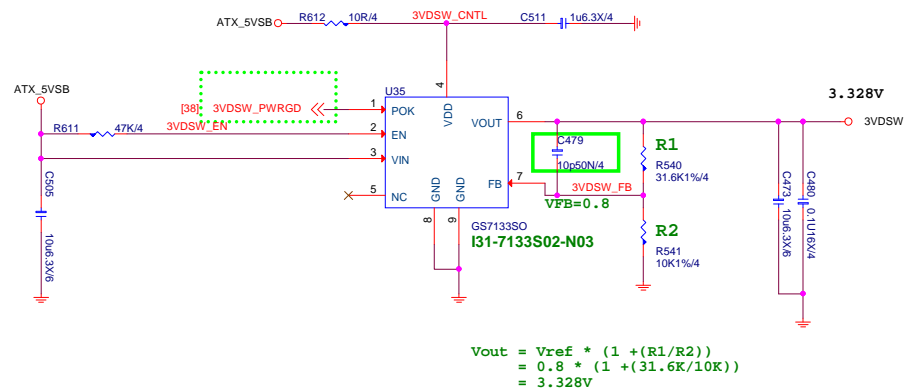 ATX_5VSB
R612
10R/4
3VDSW_CNTL
C511
1u6.3X/4
ATX_5VSB
[38]
3VDSW_PWRGD
U35
4
VDD
1
POK
VOUT
6
3.328V
3VDSW
R611
47K/4
3VDSW_EN
2
EN
3
VIN
C479
10p50N/4
R1
R540
31.6K1%/4
5
NC
FB
7
3VDSW_FB
VFB=0.8
GND
GND
8
9
GS7133SO
I31-7133S02-N03
R2
R541
10K1%/4
C505
10u6.3X/6
C473
10u6.3X/6
C480
0.1U16X/4
Vout = Vref * (1 +(R1/R2))
= 0.8 * (1 +(31.6K/10K))
= 3.328V